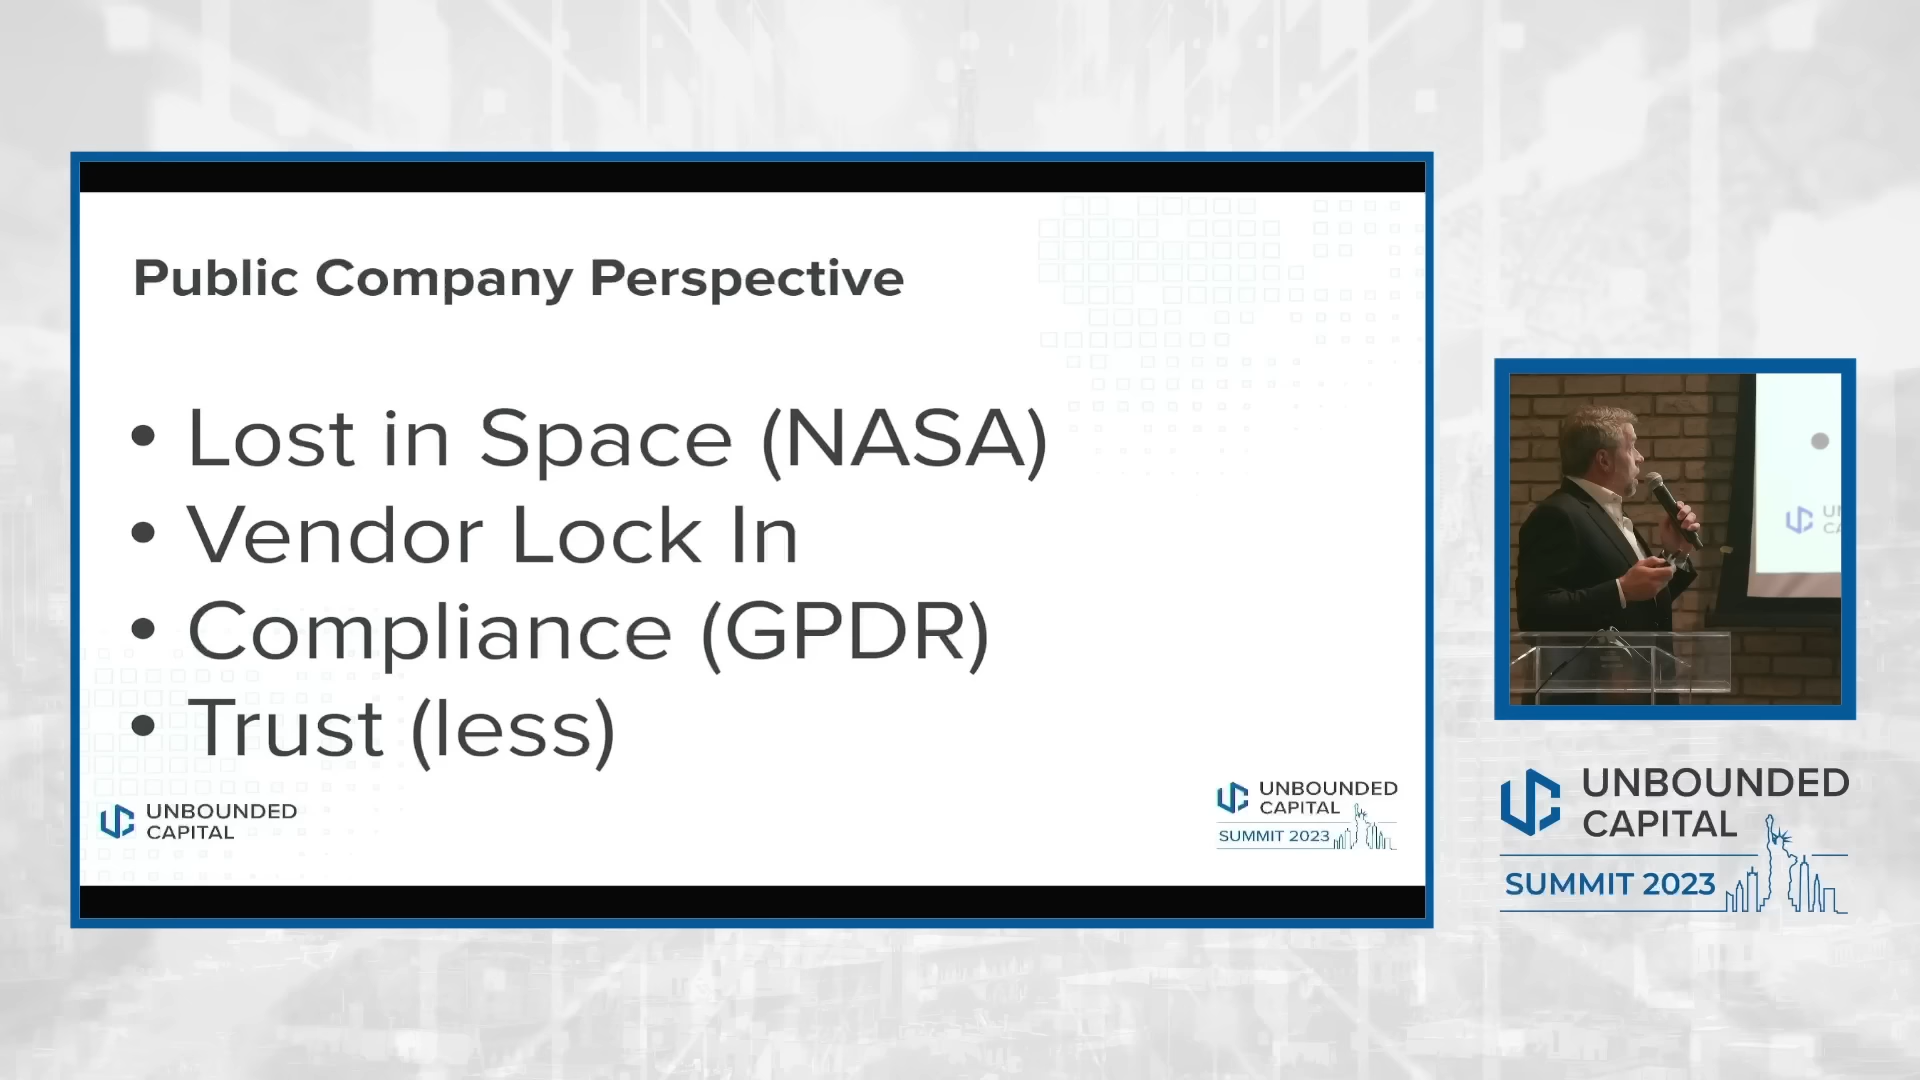 Public Company Perspective
• Lost in Space (NASA)
• Vendor Lock In
• Compliance (GPDR)
• Trust (less)
UNBOUNDED
CAPITAL
UNBOUNDED
CAPITAL
SUMMIT 2023
UNBOUNDED
CAPITAL
SUMMIT 2023